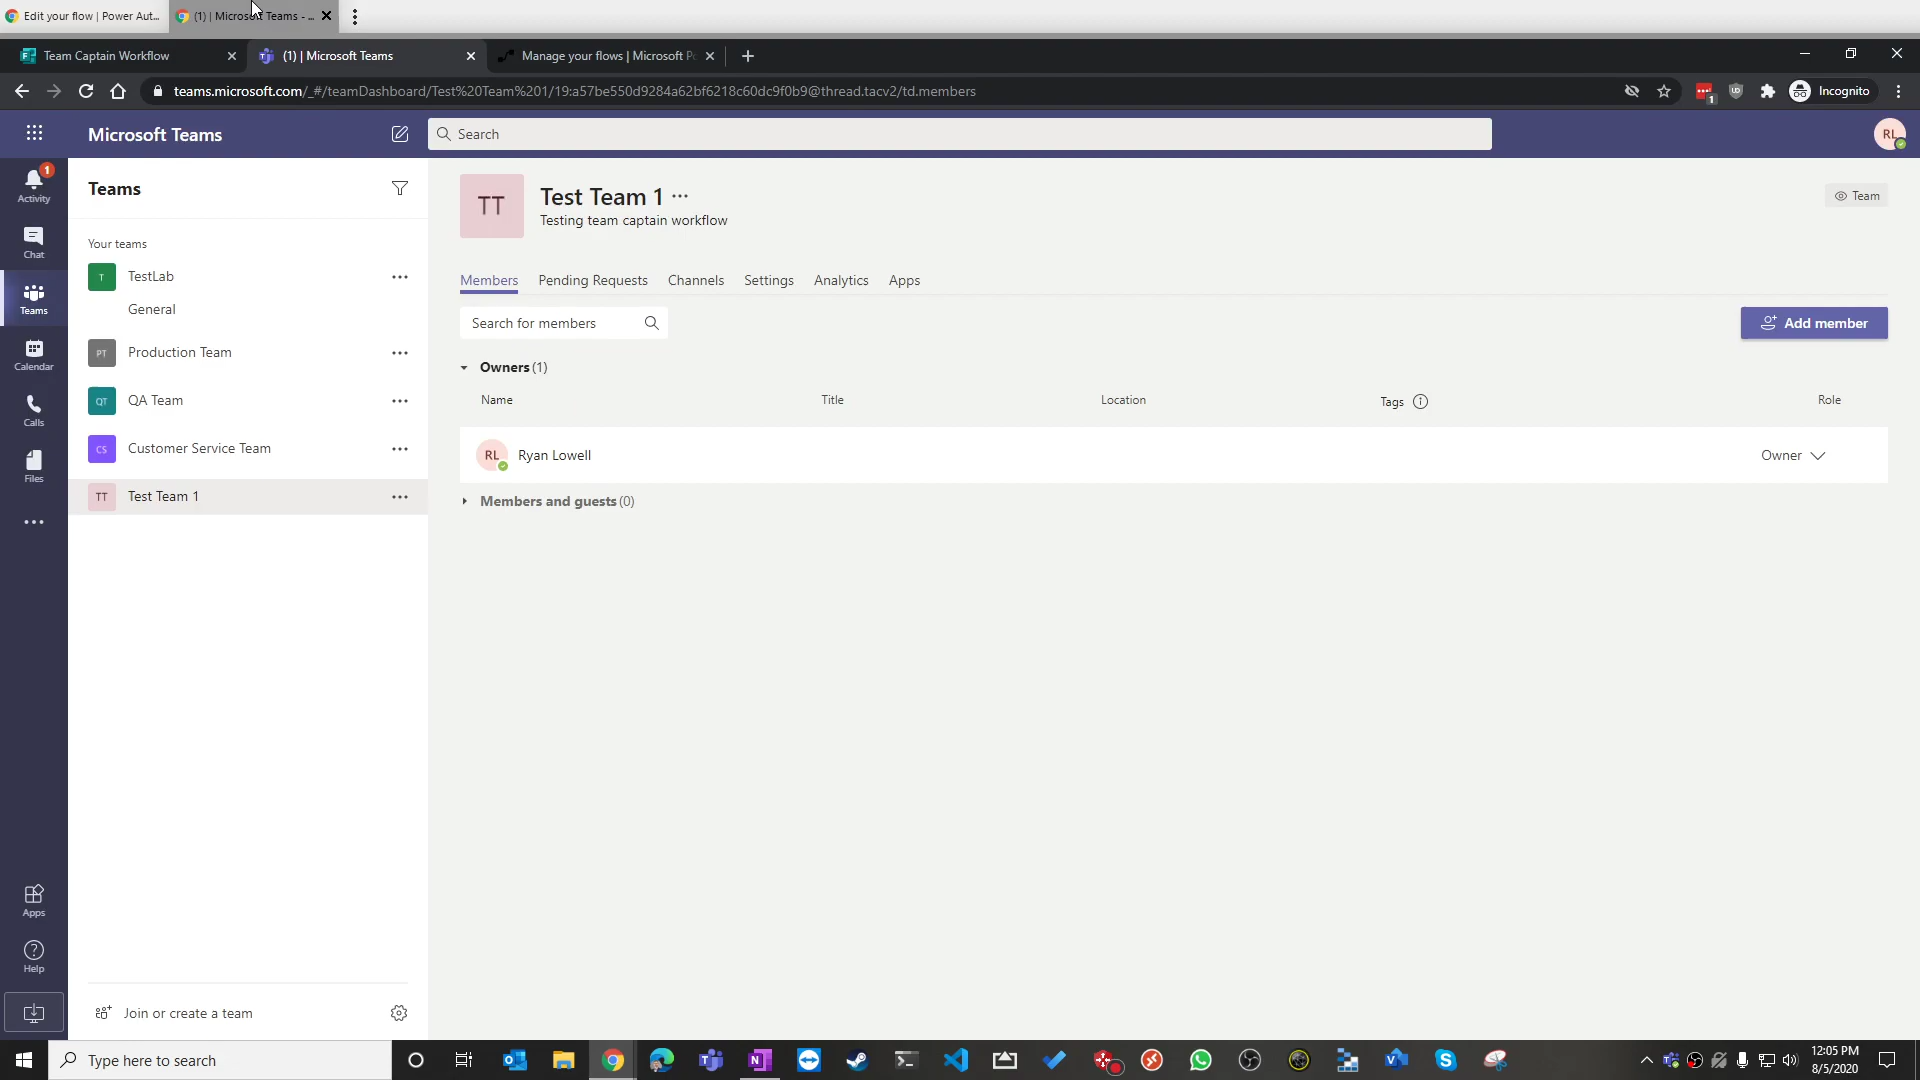 Edit your flow | Power Aut...
(1) | Microsoft Teams - ...
Team Captain Workflow
(1) | Microsoft Teams
Manage your flows | Microsoft Po
teams.microsoft.com/_#/teamDashboard/Test%20Team%201/19:a57be550d9284a62bf6218c60dc9f0b9@thread.tacv2/td.members
1
Incognito
Microsoft Teams
Search
RL
1
Activity
Chat
Teams
Calendar
Calls
Files
Apps
Help
Teams
Your teams
T
TestLab
General
PT
Production Team
QT
QA Team
CS
Customer Service Team
TT
Test Team 1
Join or create a team
TT
Test Team 1
Testing team captain workflow
Team
Members
Pending Requests
Channels
Settings
Analytics
Apps
Search for members
Add member
Owners (1)
Name
Title
Location
Tags
Role
RL
Ryan Lowell
Owner
Members and guests (0)
Type here to search
12:05 PM
8/5/2020